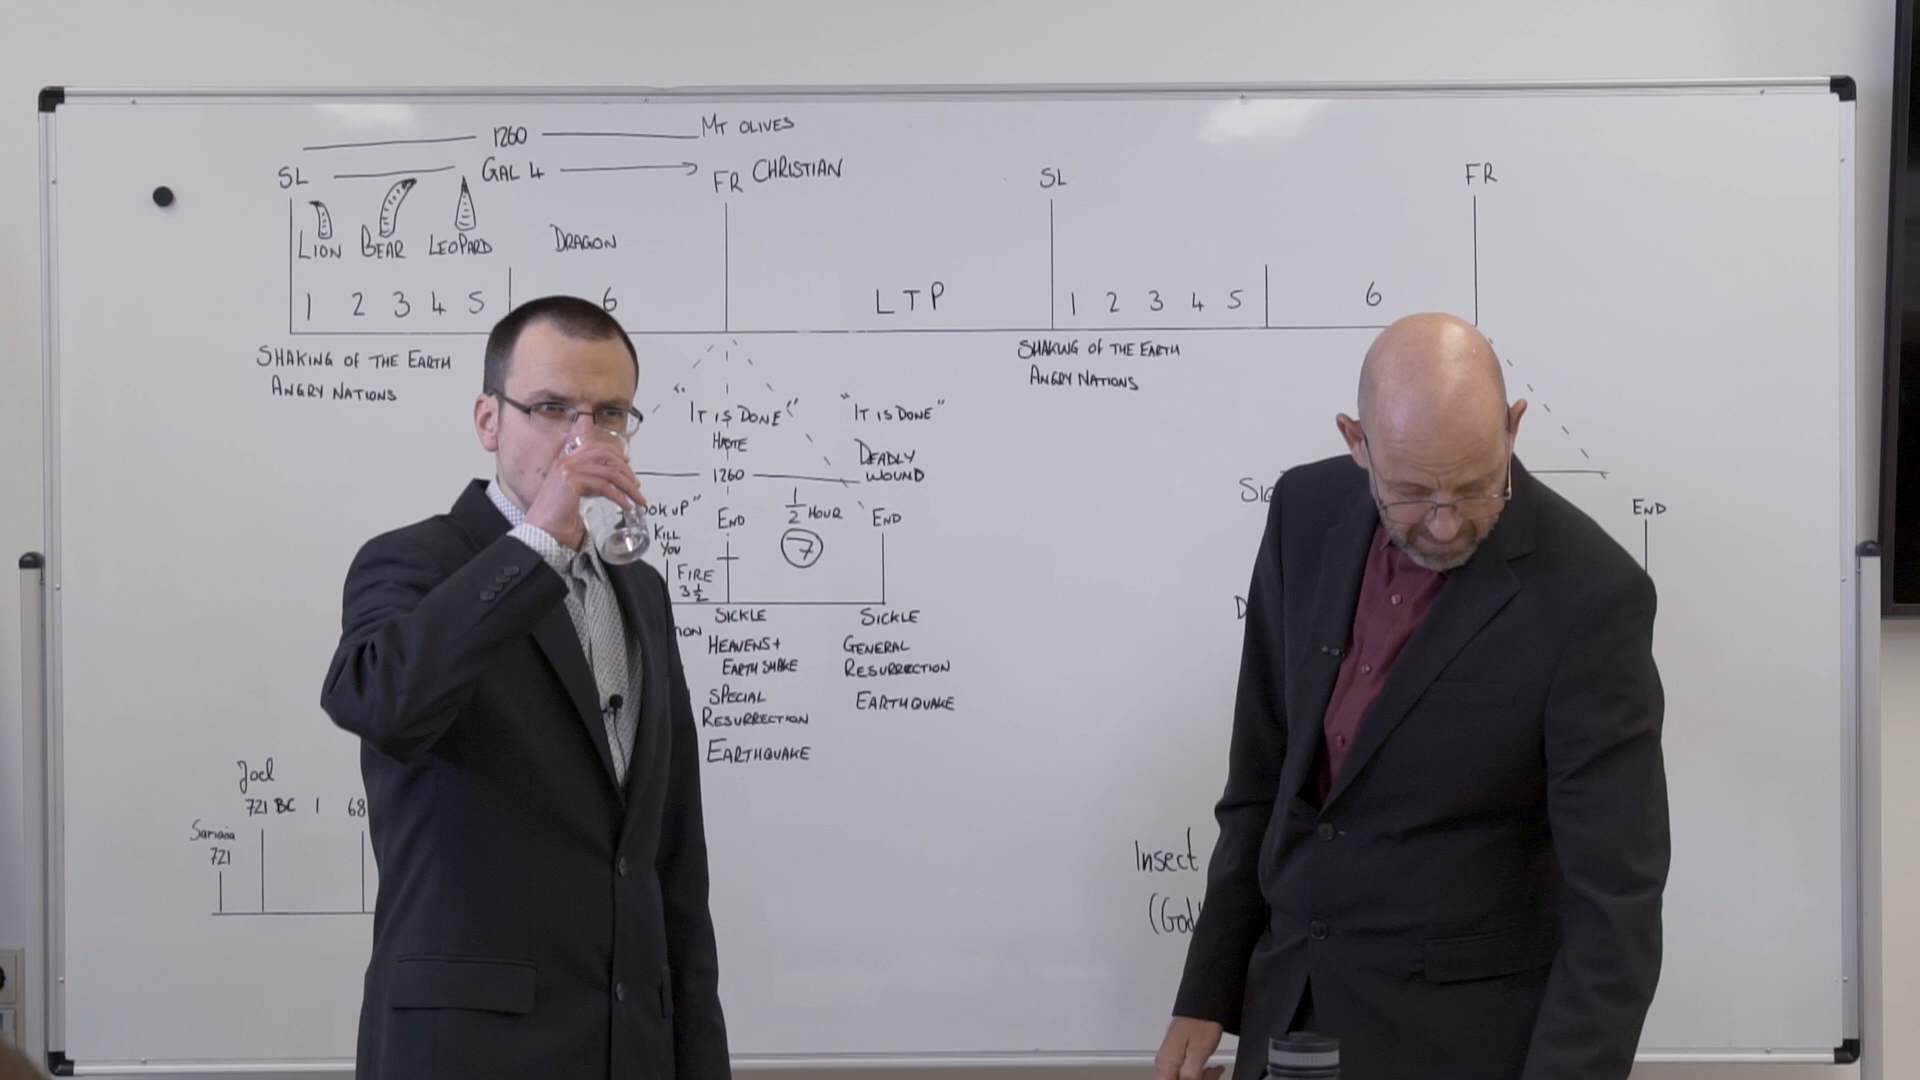 1260 MT OLIVES
SL GAL 4 FR CHRISTIAN
LION BEAR LEOPARD DRAGON
1 2 3 4 5 6
SHAKING OF THE EARTH
ANGRY NATIONS
LTP
SL FR
1 2 3 4 5 6
SHAKING OF THE EARTH
ANGRY NATIONS
"IT IS DONE" "IT IS DONE"
HASTE
DEADLY
WOUND
1260
UP"
KILL
YOU
END 1/2 HOUR END
7
FIRE
3 1/2
SICKLE
HEAVENS +
EARTH SHAKE
SPECIAL
RESURRECTION
EARTHQUAKE
SICKLE
GENERAL
RESURRECTION
EARTHQUAKE
END
Joel
721 BC 1 68
Samaria
721
Insect